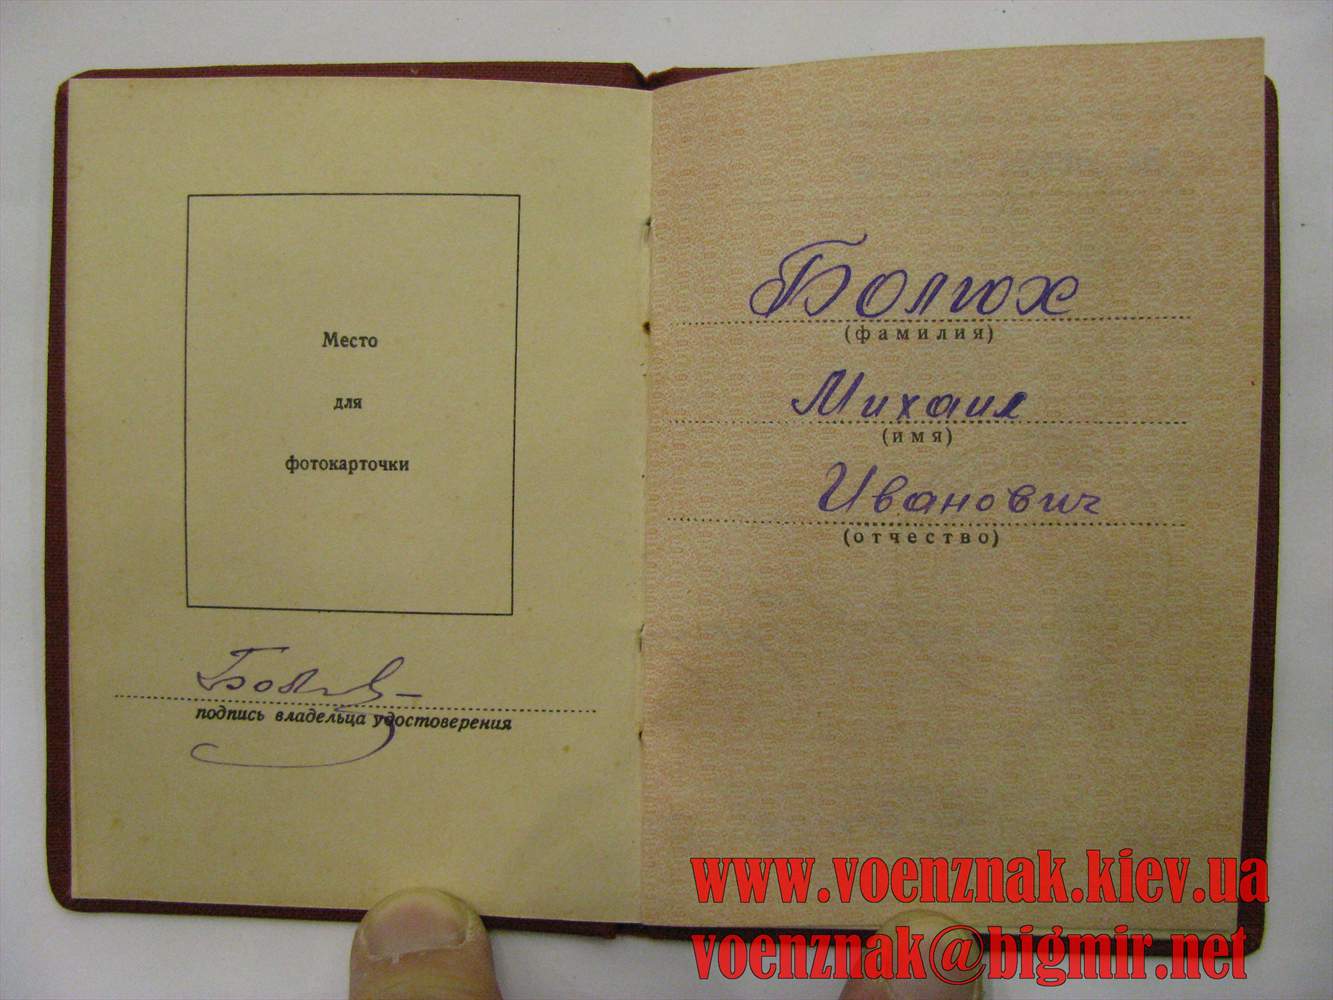 Место
для
фотокарточки
подпись владельца удостоверения
Болюх
(фамилия)
Михаил
(имя)
Иванович
(отчество)
www.voenznak.kiev.ua
voenznak@bigmir.net